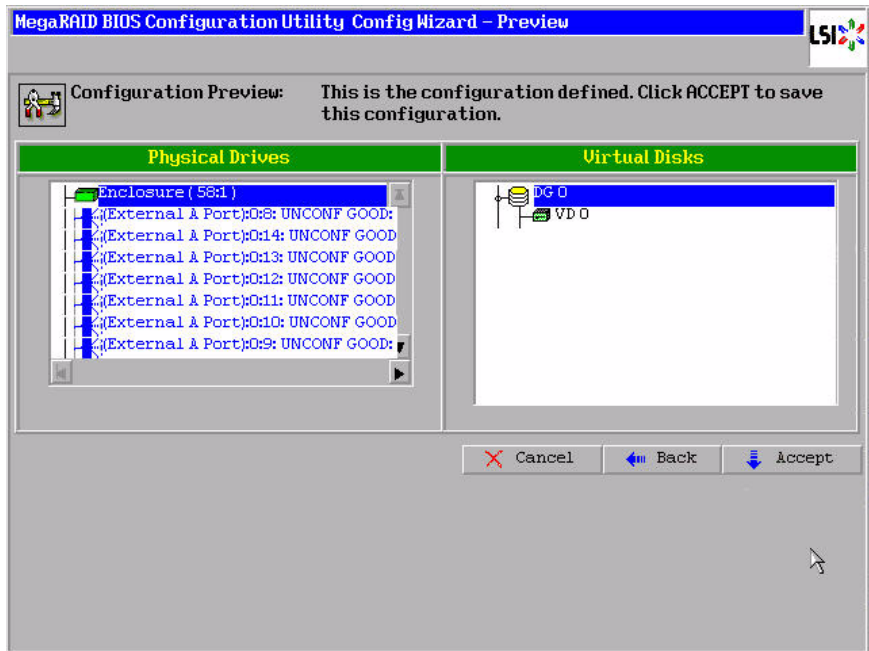 MegaRAID BIOS Configuration Utility Config Wizard - Preview
LSI
Configuration Preview:
This is the configuration defined. Click ACCEPT to save
this configuration.
Physical Drives
Enclosure ( 58:1 )
(External A Port):0:8: UNCONF GOOD:
(External A Port):0:14: UNCONF GOOD
(External A Port):0:13: UNCONF GOOD
(External A Port):0:12: UNCONF GOOD
(External A Port):0:11: UNCONF GOOD
(External A Port):0:10: UNCONF GOOD
(External A Port):0:9: UNCONF GOOD:
Virtual Disks
DG 0
VD 0
Cancel
Back
Accept